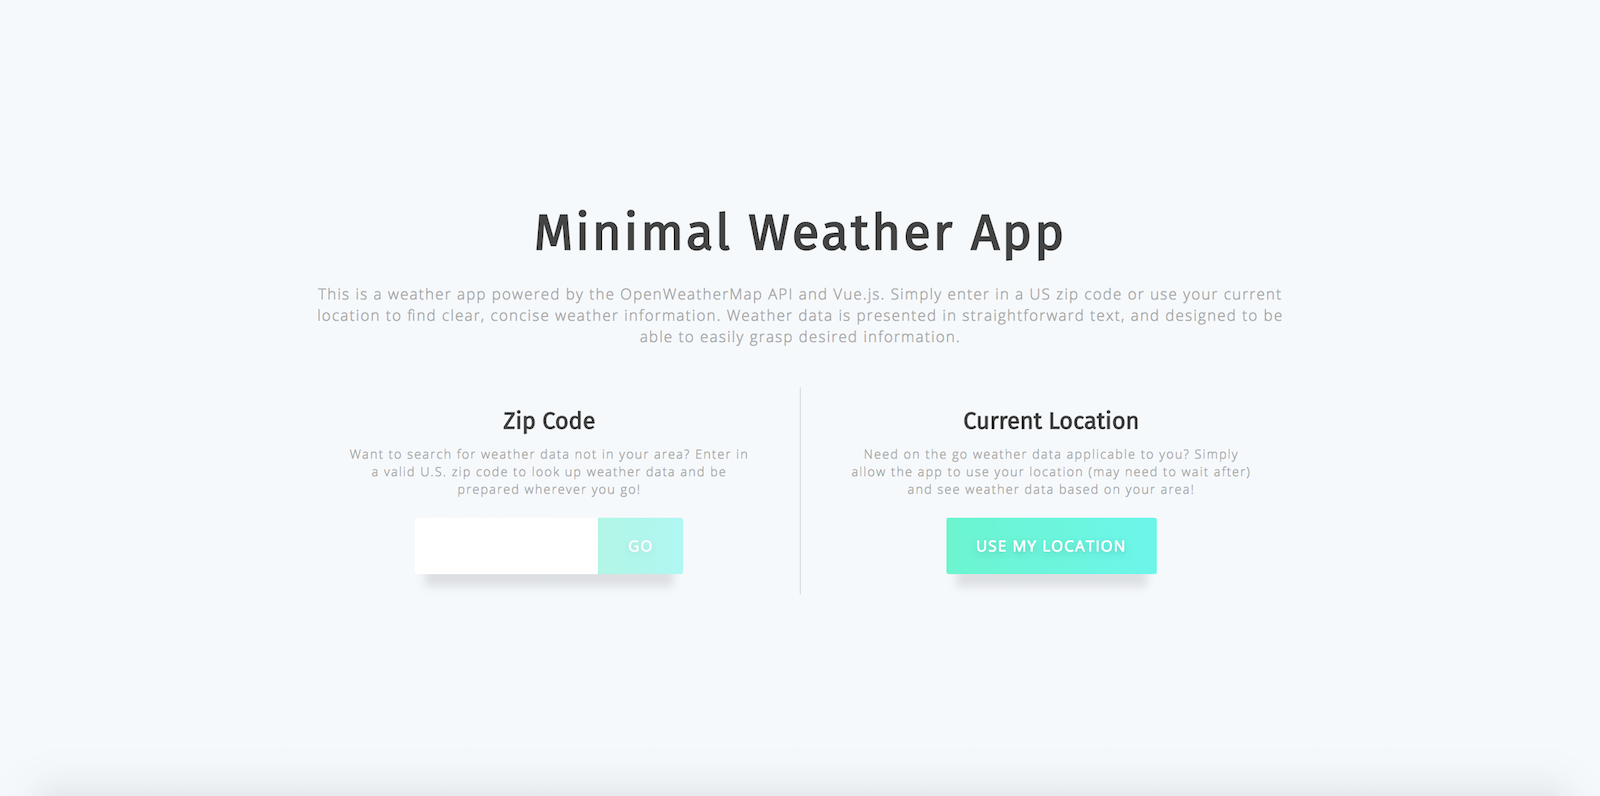 Minimal Weather App
This is a weather app powered by the OpenWeatherMap API and Vue.js. Simply enter in a US zip code or use your current
location to find clear, concise weather information. Weather data is presented in straightforward text, and designed to be
able to easily grasp desired information.
Zip Code
Want to search for weather data not in your area? Enter in
a valid U.S. zip code to look up weather data and be
prepared wherever you go!
GO
Current Location
Need on the go weather data applicable to you? Simply
allow the app to use your location (may need to wait after)
and see weather data based on your area!
USE MY LOCATION